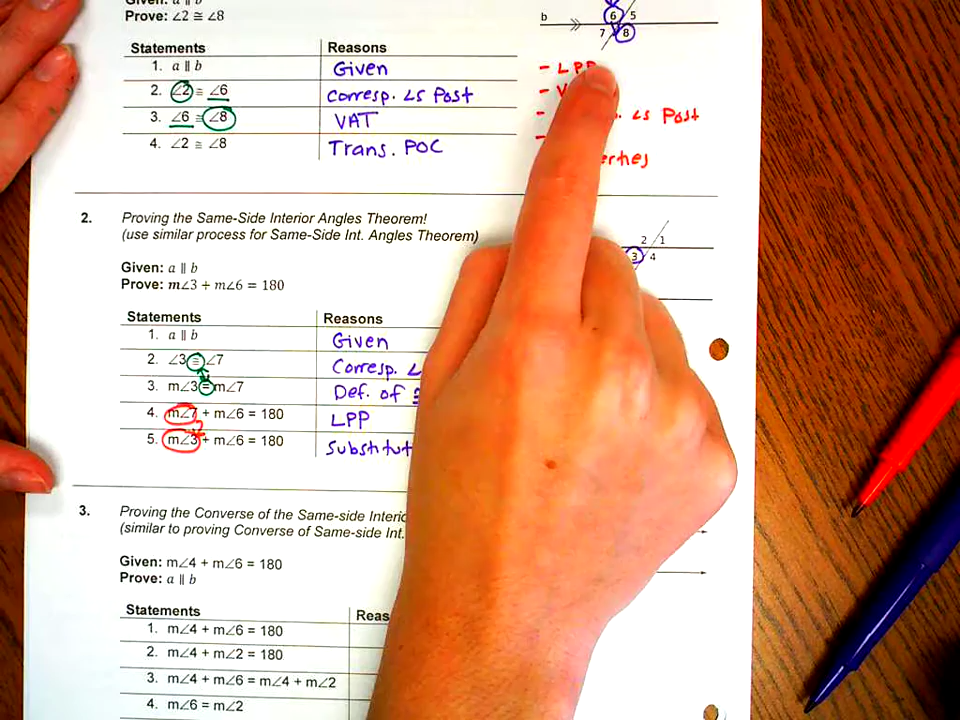 Prove: ∠2 ≅ ∠8
b 6 5
7 8
Statements Reasons
1. a ∥ b Given
2. ∠2 ≅ ∠6 Corresp. ∠s Post
3. ∠6 ≅ ∠8 VAT
4. ∠2 ≅ ∠8 Trans. POC
- LPP
-
∠s Post
-
2. Proving the Same-Side Interior Angles Theorem!
(use similar process for Same-Side Int. Angles Theorem)
2 1
3 4
Given: a ∥ b
Prove: m∠3 + m∠6 = 180
Statements Reasons
1. a ∥ b Given
2. ∠3 ≅ ∠7 Corresp. ∠
3. m∠3 = m∠7 Def. of ≅
4. m∠7 + m∠6 = 180 LPP
5. m∠3 + m∠6 = 180 Substitut
3. Proving the Converse of the Same-side Interio
(similar to proving Converse of Same-side Int.
Given: m∠4 + m∠6 = 180
Prove: a ∥ b
Statements Reas
1. m∠4 + m∠6 = 180
2. m∠4 + m∠2 = 180
3. m∠4 + m∠6 = m∠4 + m∠2
4. m∠6 = m∠2